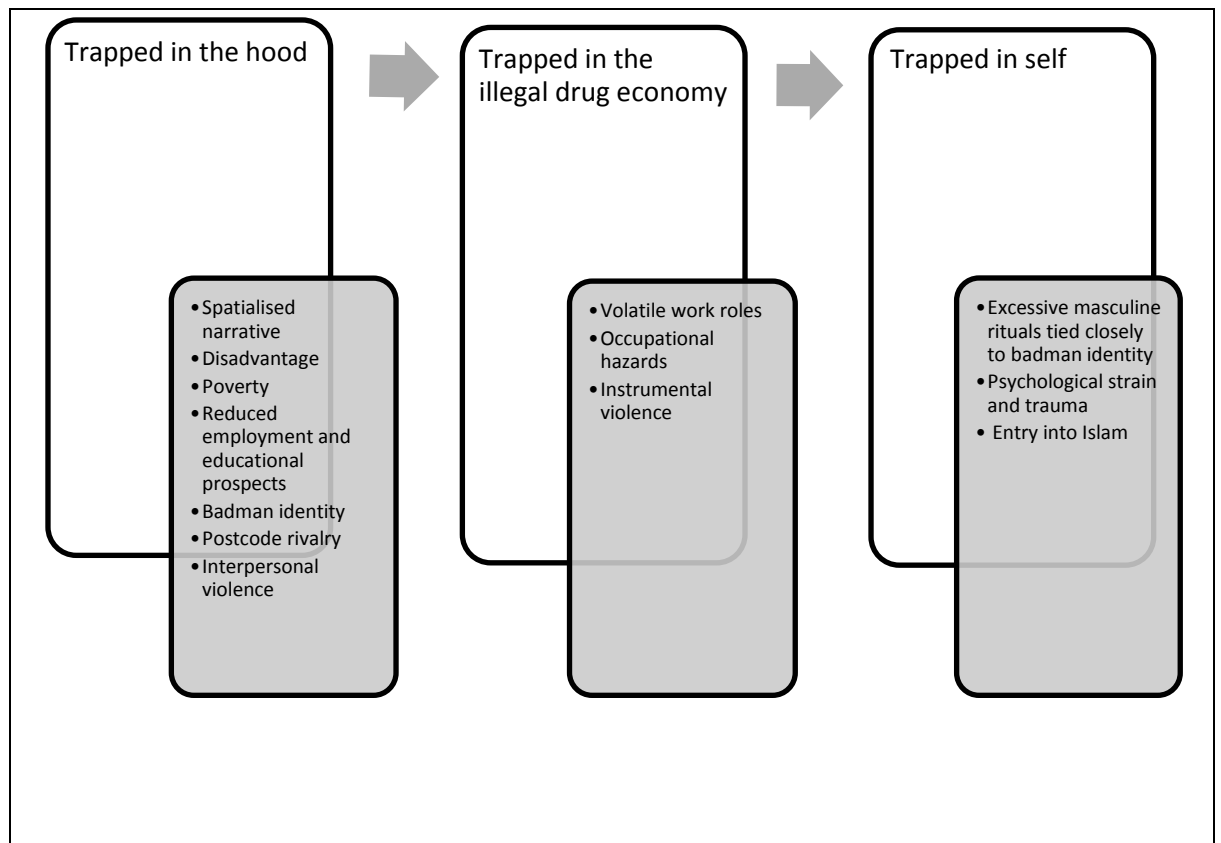 Trapped in the hood
•Spatialised
narrative
•Disadvantage
•Poverty
•Reduced
employment and
educational
prospects
•Badman identity
•Postcode rivalry
•Interpersonal
violence
Trapped in the
illegal drug economy
•Volatile work roles
•Occupational
hazards
•Instrumental
violence
Trapped in self
•Excessive masculine
rituals tied closely
to badman identity
•Psychological strain
and trauma
• Entry into Islam